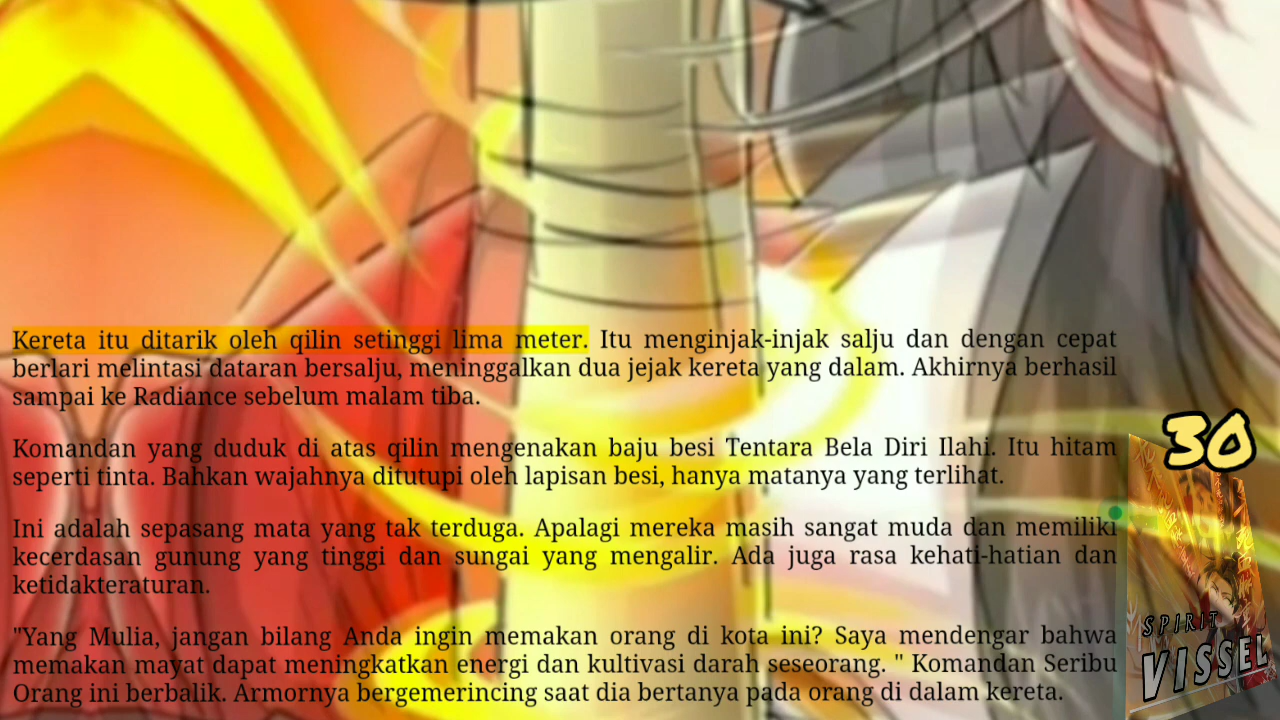 Kereta itu ditarik oleh qilin setinggi lima meter. Itu menginjak-injak salju dan dengan cepat
berlari melintasi dataran bersalju, meninggalkan dua jejak kereta yang dalam. Akhirnya berhasil
sampai ke Radiance sebelum malam tiba.
Komandan yang duduk di atas qilin mengenakan baju besi Tentara Bela Diri Ilahi. Itu hitam
seperti tinta. Bahkan wajahnya ditutupi oleh lapisan besi, hanya matanya yang terlihat.
Ini adalah sepasang mata yang tak terduga. Apalagi mereka masih sangat muda dan memiliki
kecerdasan gunung yang tinggi dan sungai yang mengalir. Ada juga rasa kehati-hatian dan
ketidakteraturan.
"Yang Mulia, jangan bilang Anda ingin memakan orang di kota ini? Saya mendengar bahwa
memakan mayat dapat meningkatkan energi dan kultivasi darah seseorang. " Komandan Seribu
Orang ini berbalik. Armornya bergemerincing saat dia bertanya pada orang di dalam kereta.
30
SPIRIT
VISSEL